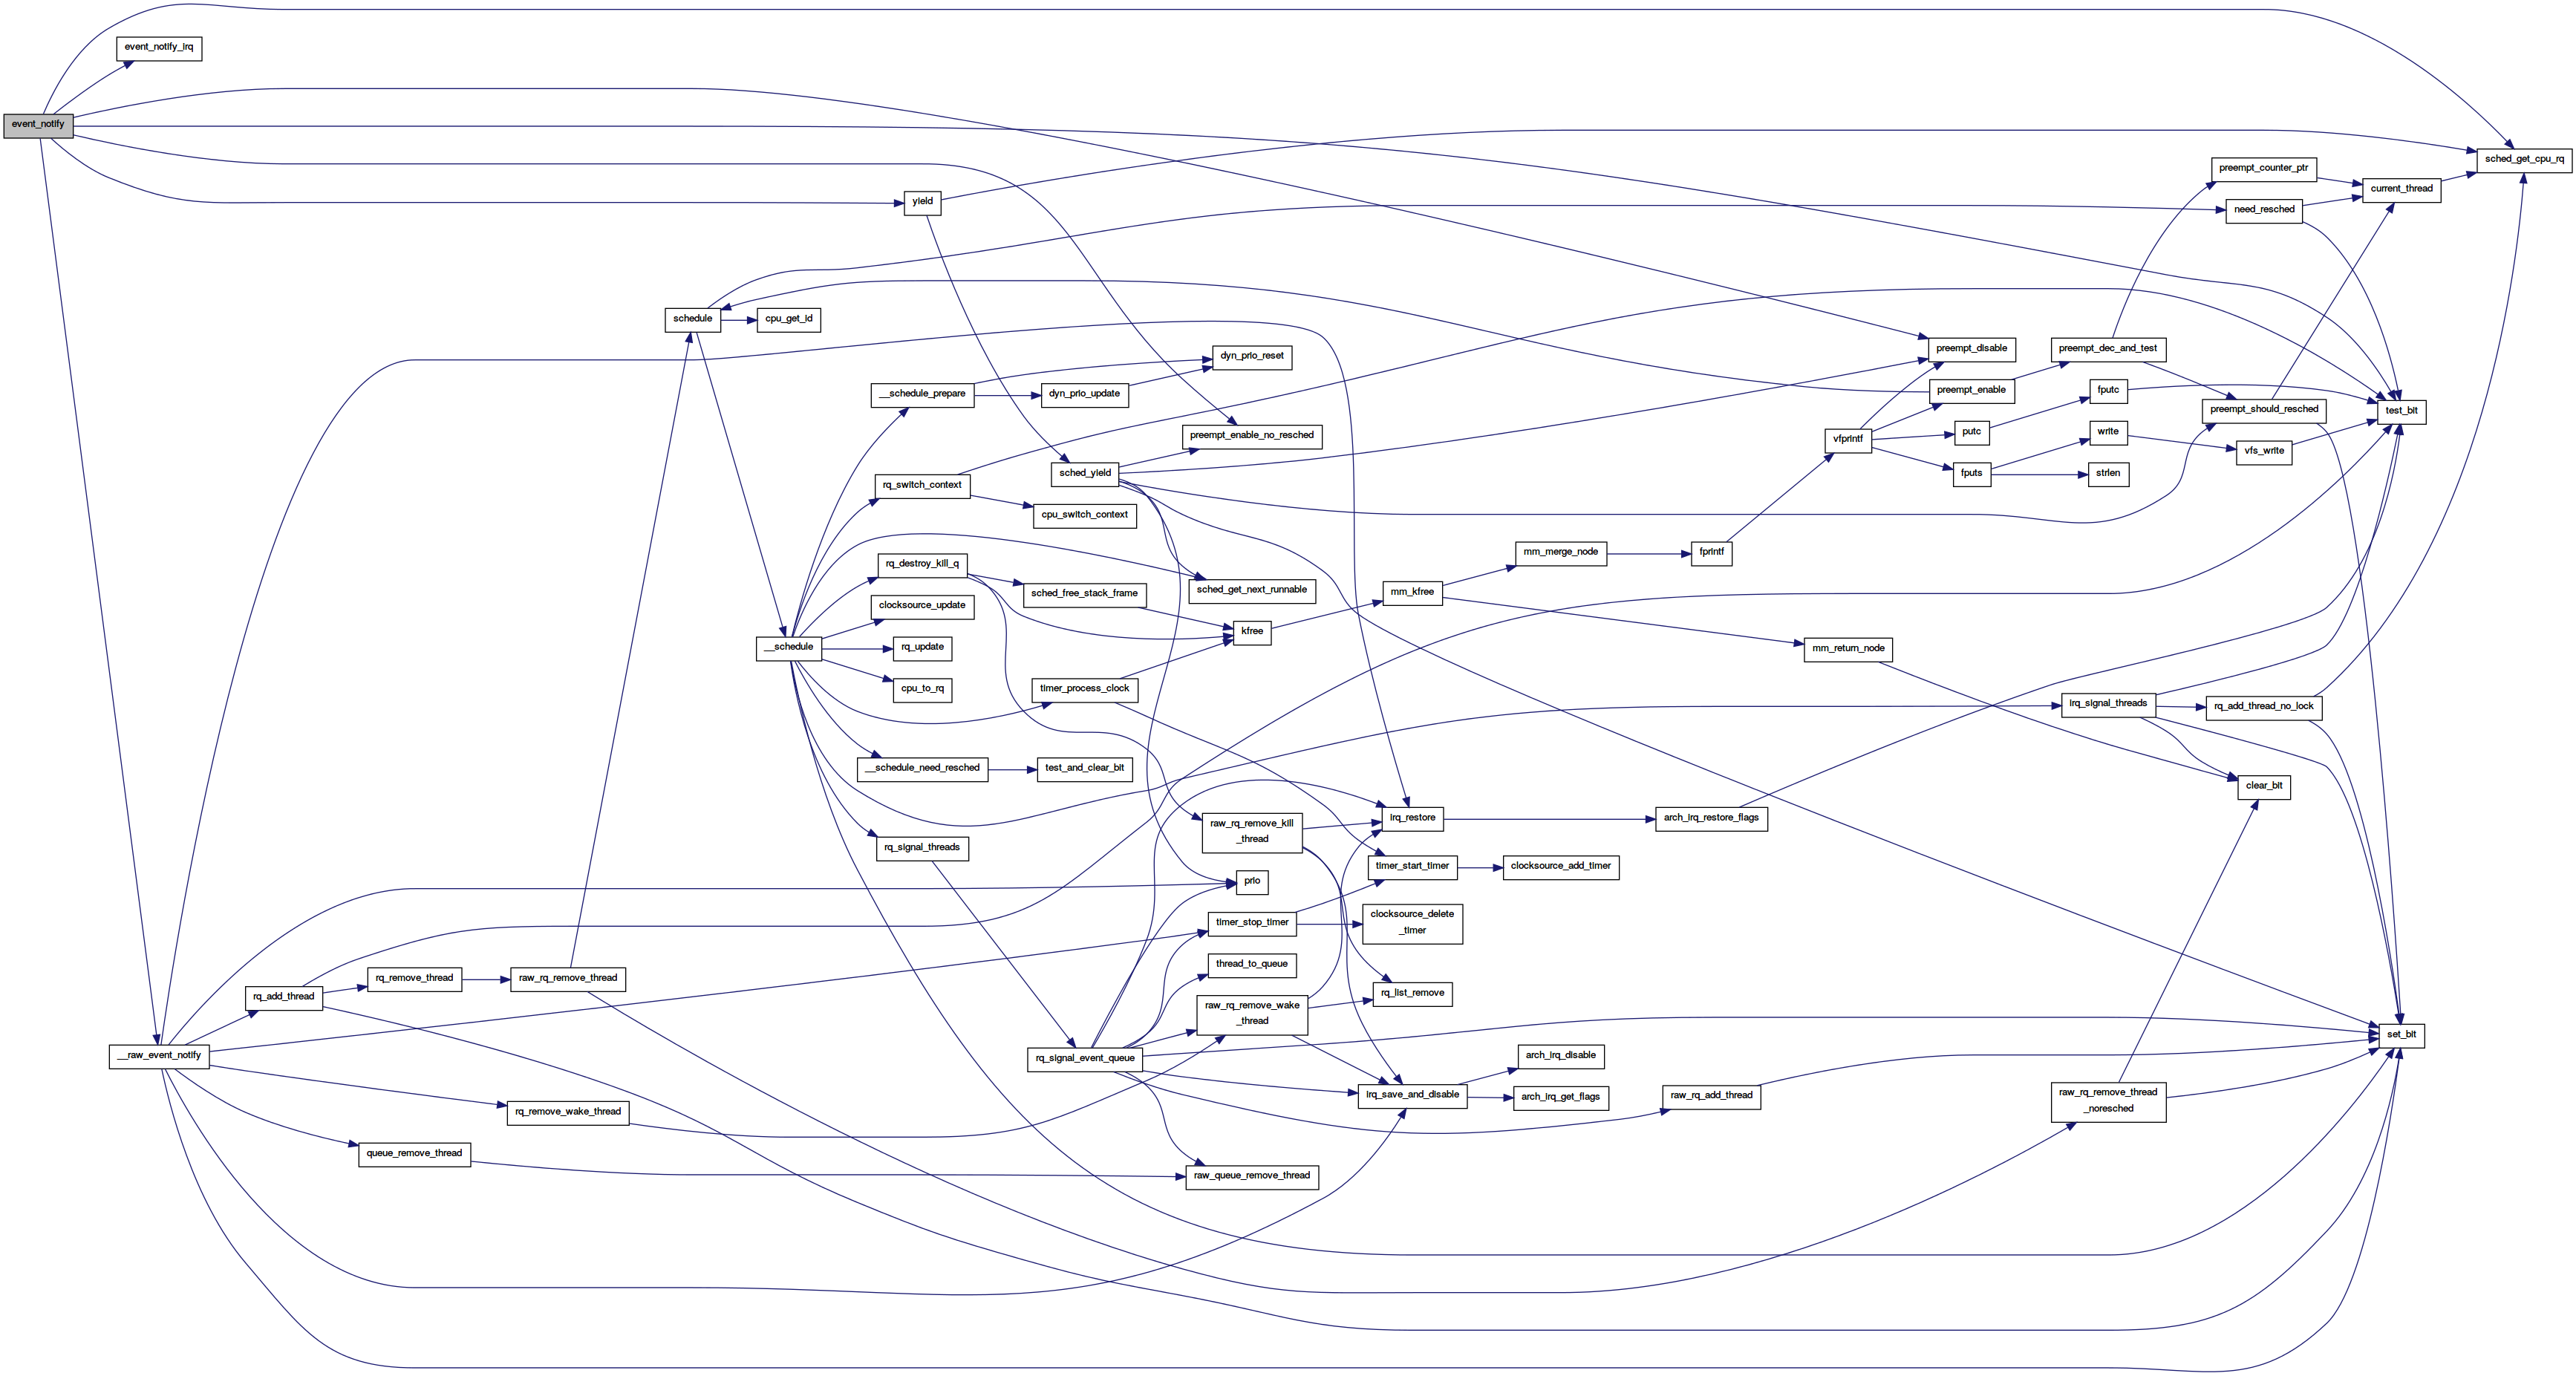 event_notify_irq
event_notify
sched_get_cpu_rq
preempt_counter_ptr
current_thread
yield
need_resched
schedule
cpu_get_id
preempt_disable
preempt_dec_and_test
dyn_prio_reset
__schedule_prepare
dyn_prio_update
preempt_enable
fputc
preempt_should_resched
test_bit
preempt_enable_no_resched
vfprintf
putc
write
vfs_write
sched_yield
fputs
strlen
rq_switch_context
cpu_switch_context
mm_merge_node
fprintf
rq_destroy_kill_q
sched_free_stack_frame
sched_get_next_runnable
mm_kfree
clocksource_update
kfree
__schedule
rq_update
mm_return_node
cpu_to_rq
timer_process_clock
irq_signal_threads
rq_add_thread_no_lock
__schedule_need_resched
test_and_clear_bit
clear_bit
raw_rq_remove_kill
_thread
irq_restore
arch_irq_restore_flags
rq_signal_threads
timer_start_timer
clocksource_add_timer
prio
timer_stop_timer
clocksource_delete
_timer
thread_to_queue
rq_remove_thread
raw_rq_remove_thread
rq_add_thread
rq_list_remove
raw_rq_remove_wake
_thread
set_bit
__raw_event_notify
rq_signal_event_queue
arch_irq_disable
irq_save_and_disable
arch_irq_get_flags
raw_rq_add_thread
raw_rq_remove_thread
_noresched
rq_remove_wake_thread
queue_remove_thread
raw_queue_remove_thread